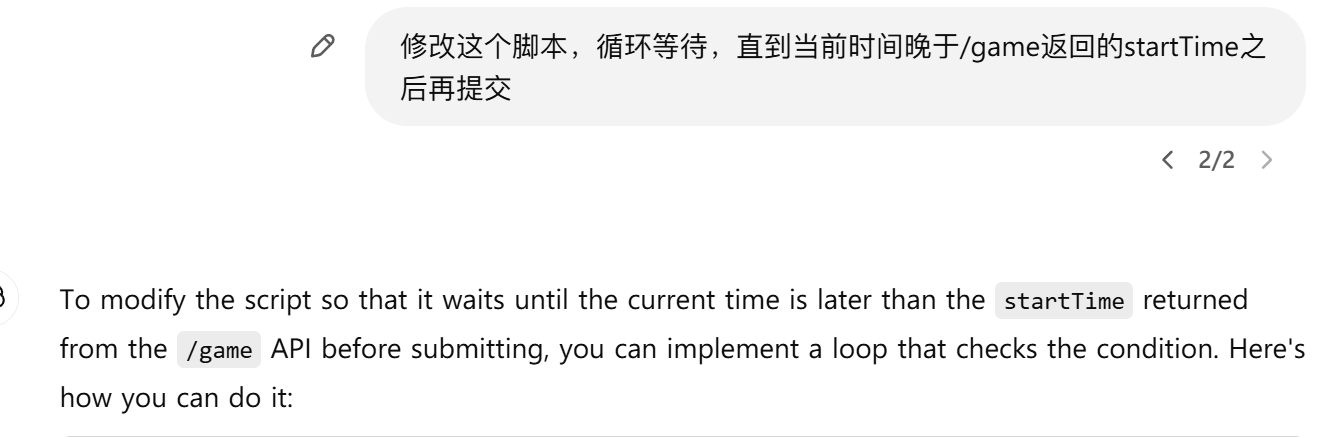 修改这个脚本，循环等待，直到当前时间晚于/game返回的startTime之
后再提交
2/2
To modify the script so that it waits until the current time is later than the startTime returned
from the /game API before submitting, you can implement a loop that checks the condition. Here's
how you can do it: